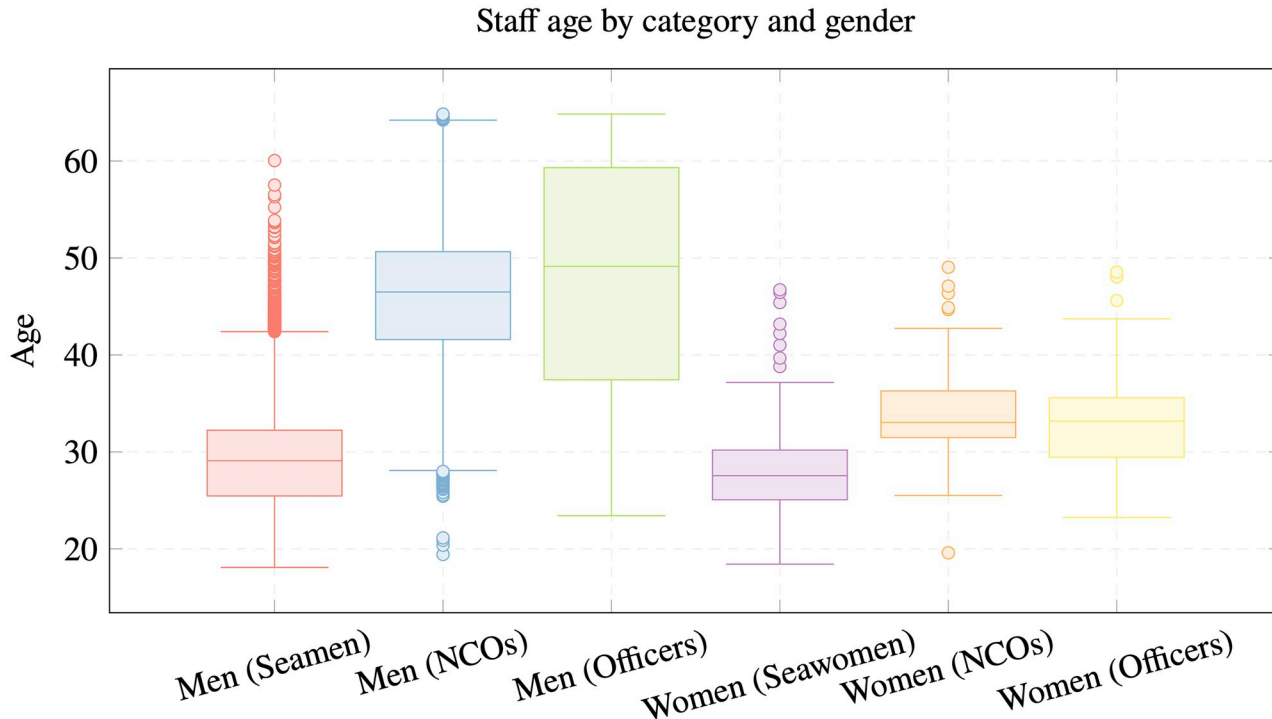 Staff age by category and gender
Age
60
50
40
30
20
Men (Seamen)
Men (NCOs)
Men (Officers)
Women (Seawomen)
Women (NCOs)
Women (Officers)